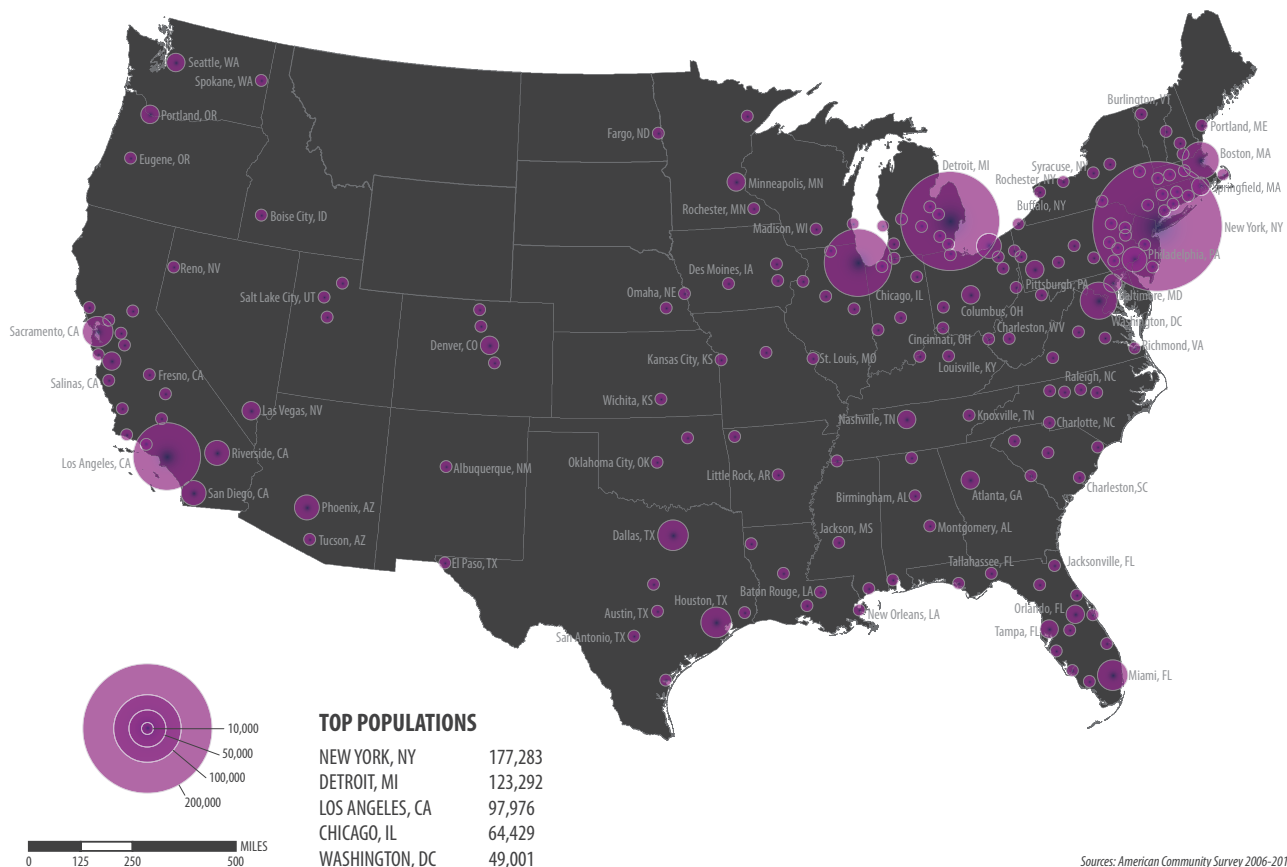 Seattle, WA
Spokane, WA
Portland, OR
Eugene, OR
Boise City, ID
Fargo, ND
Minneapolis, MN
Rochester, MN
Madison, WI
Detroit, MI
Burlington, VT
Portland, ME
Boston, MA
Springfield, MA
Syracuse, NY
Rochester, NY
Buffalo, NY
New York, NY
Philadelphia, PA
Pittsburgh, PA
Baltimore, MD
Washington, DC
Richmond, VA
Reno, NV
Salt Lake City, UT
Des Moines, IA
Omaha, NE
Chicago, IL
Columbus, OH
Cincinnati, OH
Charleston, WV
Sacramento, CA
Denver, CO
Kansas City, KS
St. Louis, MO
Louisville, KY
Salinas, CA
Fresno, CA
Las Vegas, NV
Wichita, KS
Raleigh, NC
Nashville, TN
Knoxville, TN
Charlotte, NC
Los Angeles, CA
Riverside, CA
San Diego, CA
Albuquerque, NM
Oklahoma City, OK
Little Rock, AR
Birmingham, AL
Atlanta, GA
Charleston,SC
Phoenix, AZ
Tucson, AZ
El Paso, TX
Dallas, TX
Jackson, MS
Montgomery, AL
Tallahassee, FL
Jacksonville, FL
Austin, TX
Houston, TX
Baton Rouge, LA
New Orleans, LA
San Antonio, TX
Orlando, FL
Tampa, FL
Miami, FL
10,000
50,000
100,000
200,000
TOP POPULATIONS
NEW YORK, NY 177,283
DETROIT, MI 123,292
LOS ANGELES, CA 97,976
CHICAGO, IL 64,429
WASHINGTON, DC 49,001
MILES
0 125 250 500
Sources: American Community Survey 2006-201